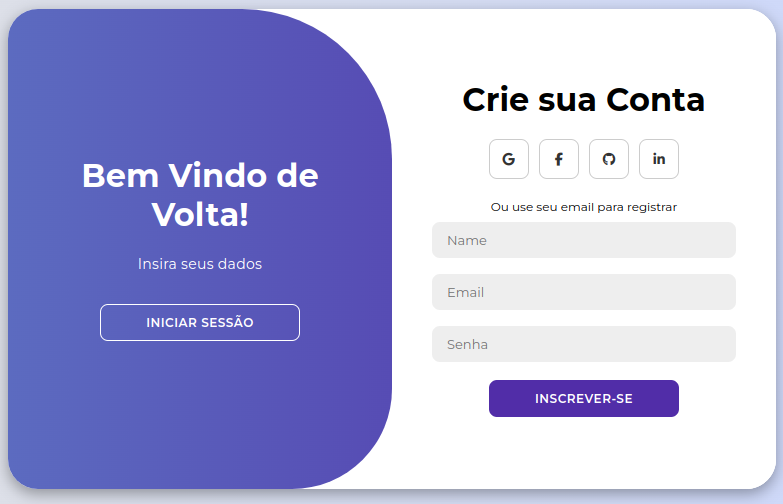 Bem Vindo de
Volta!
Insira seus dados
INICIAR SESSÃO
Crie sua Conta
G f in
Ou use seu email para registrar
Name
Email
Senha
INSCREVER-SE